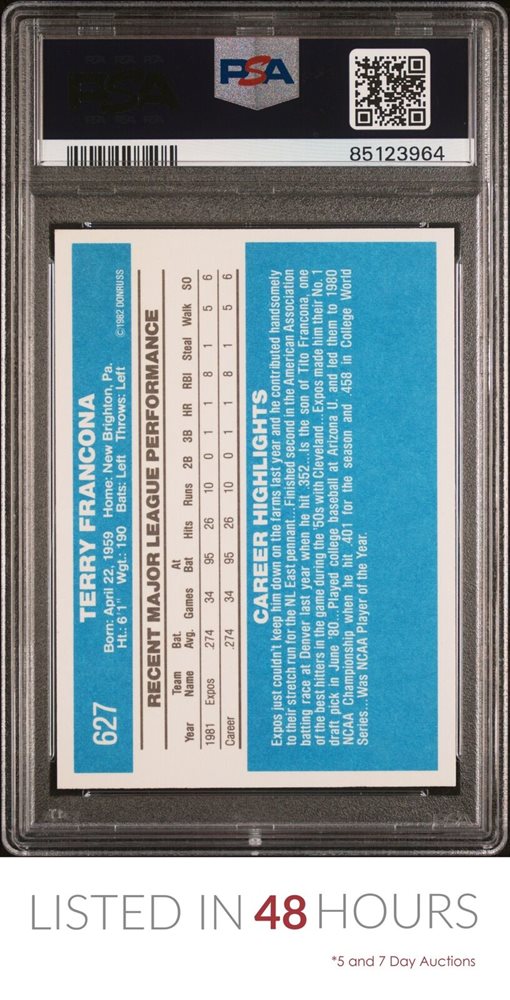 PSA
85123964
627
TERRY FRANCONA
Born: April 22, 1959 Home: New Brighton, Pa.
Ht.: 6'1" Wgt.: 190 Bats: Left Throws: Left
©1982 DONRUSS
RECENT MAJOR LEAGUE PERFORMANCE
Year Team Name Bat. Avg. Games At Bat Hits Runs 2B 3B HR RBI Steal Walk SO
1981 Expos .274 34 95 26 10 0 1 1 8 1 5 6
Career .274 34 95 26 10 0 1 1 8 1 5 6
CAREER HIGHLIGHTS
Expos just couldn't keep him down on the farms last year and he contributed handsomely
to their stretch run for the NL East pennant...Finished second in the American Association
batting race at Denver last year when he hit .352...Is the son of Tito Francona, one
of the best hitters in the game during the '50s with Cleveland...Expos made him their No. 1
draft pick in June '80...Played college baseball at Arizona U. and led them to 1980
NCAA Championship when he hit .401 for the season and .458 in College World
Series...Was NCAA Player of the Year.
LISTED IN 48 HOURS
*5 and 7 Day Auctions